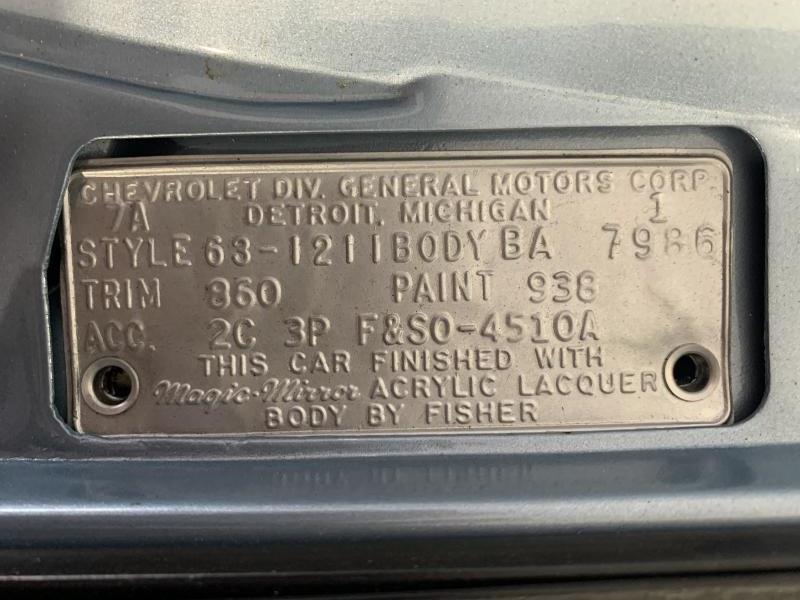 CHEVROLET DIV. GENERAL MOTORS CORP.
7A DETROIT, MICHIGAN 1
STYLE 63-1211 BODY BA 7986
TRIM 860 PAINT 938
ACC. 2C 3P F&SO-4510A
THIS CAR FINISHED WITH
Magic-Mirror ACRYLIC LACQUER
BODY BY FISHER